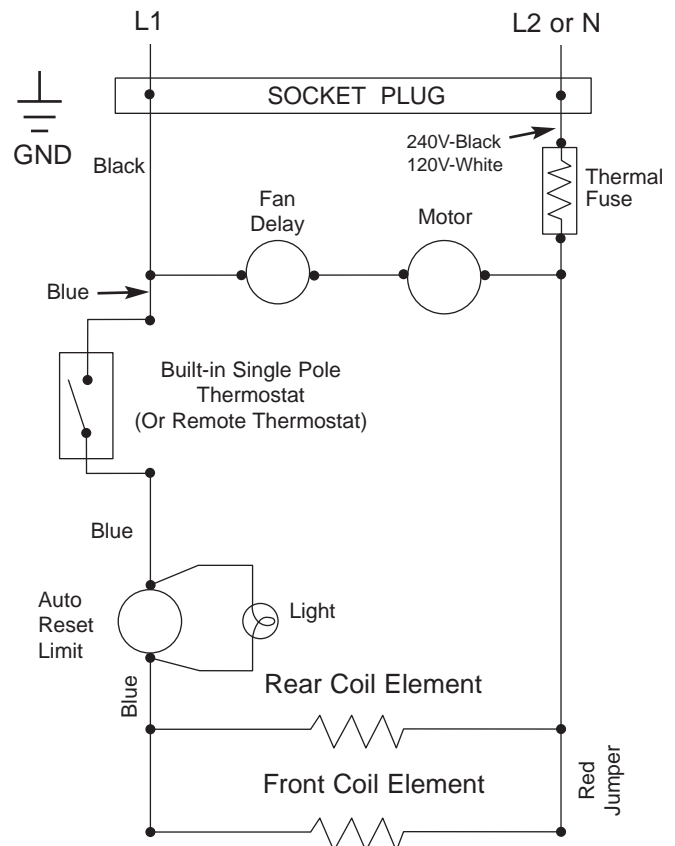 L1
L2 or N
SOCKET PLUG
GND
Black
240V-Black
120V-White
Thermal
Fuse
Fan
Delay
Motor
Blue
Built-in Single Pole
Thermostat
(Or Remote Thermostat)
Blue
Auto
Reset
Limit
Light
Blue
Rear Coil Element
Front Coil Element
Red
Jumper